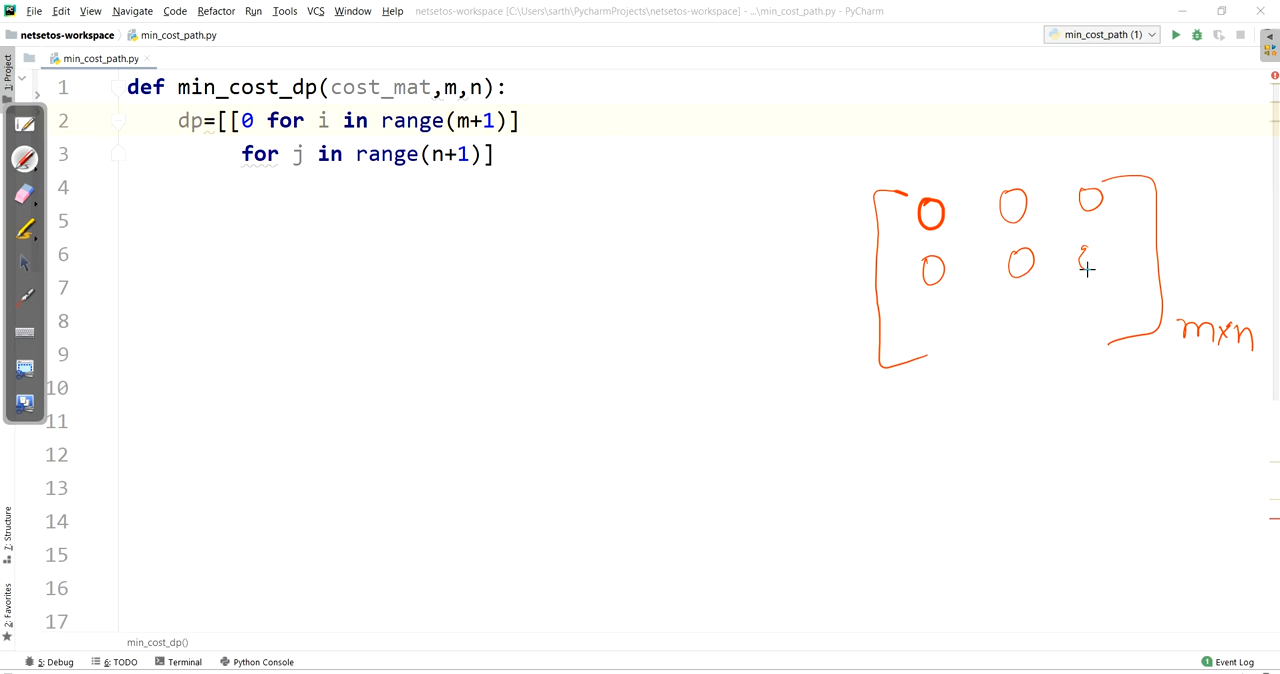 File Edit View Navigate Code Refactor Run Tools VCS Window Help netsetos-workspace [C:\Users\sarth\PycharmProjects\netsetos-workspace] - ...\min_cost_path.py - PyCharm
netsetos-workspace min_cost_path.py min_cost_path (1)
1: Project
min_cost_path.py
1 def min_cost_dp(cost_mat,m,n):
2 dp=[[0 for i in range(m+1)]
3 for j in range(n+1)]
4
5
6
7
8
9
10
11
12
13
14
15
16
17
0 0 0
0 0
m×n
7: Structure
2: Favorites
min_cost_dp()
5: Debug 6: TODO Terminal Python Console 1 Event Log